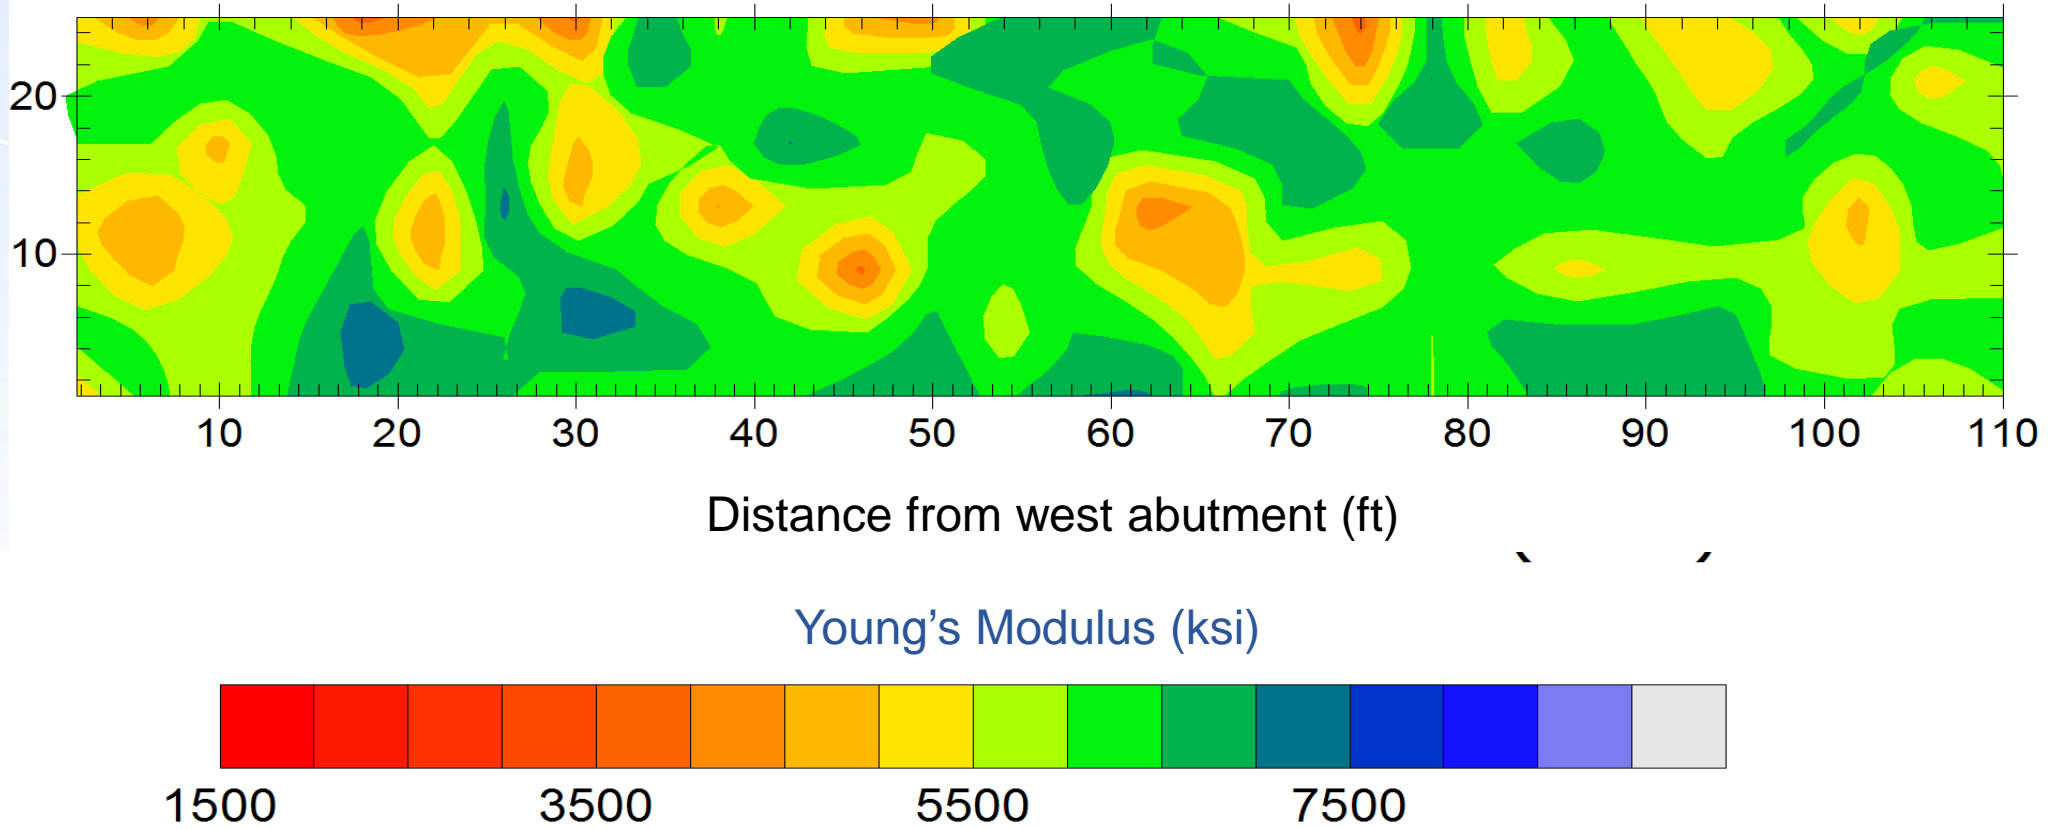 20
10
10 20 30 40 50 60 70 80 90 100 110
Distance from west abutment (ft)
Young’s Modulus (ksi)
1500 3500 5500 7500